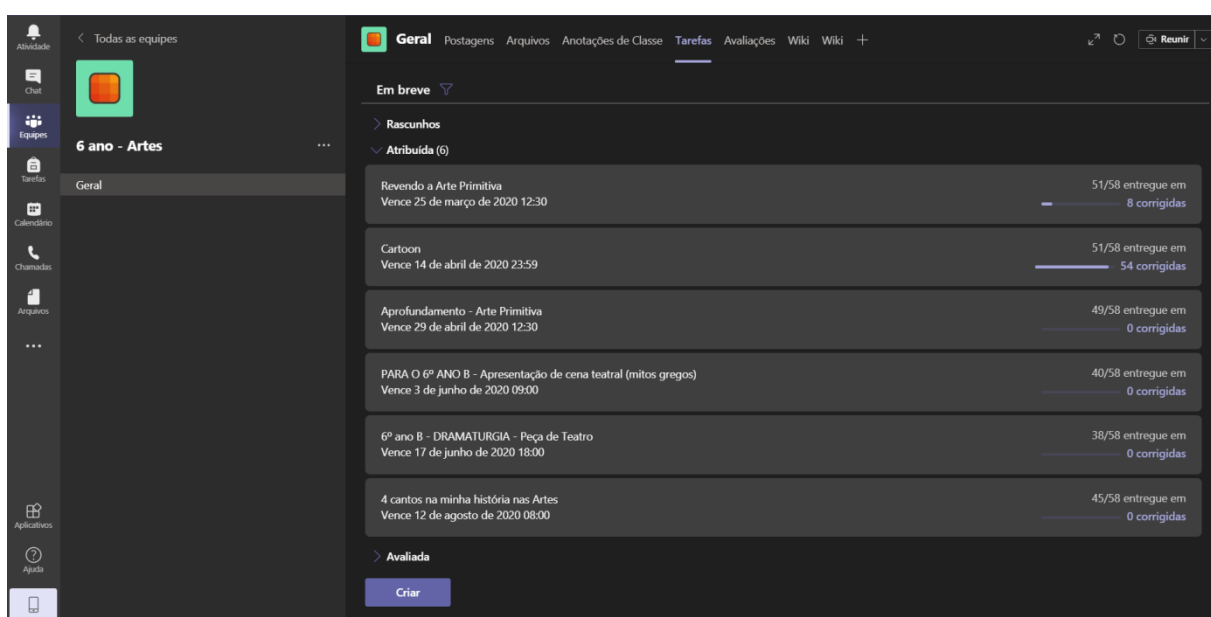 Atividade
Chat
Equipes
Tarefas
Calendário
Chamadas
Arquivos
Aplicativos
Ajuda
Todas as equipes
6 ano - Artes
Geral
Geral Postagens Arquivos Anotações de Classe Tarefas Avaliações Wiki Wiki
Reunir
Em breve
Rascunhos
Atribuída (6)
Revendo a Arte Primitiva
Vence 25 de março de 2020 12:30
51/58 entregue em
8 corrigidas
Cartoon
Vence 14 de abril de 2020 23:59
51/58 entregue em
54 corrigidas
Aprofundamento - Arte Primitiva
Vence 29 de abril de 2020 12:30
49/58 entregue em
0 corrigidas
PARA O 6º ANO B - Apresentação de cena teatral (mitos gregos)
Vence 3 de junho de 2020 09:00
40/58 entregue em
0 corrigidas
6º ano B - DRAMATURGIA - Peça de Teatro
Vence 17 de junho de 2020 18:00
38/58 entregue em
0 corrigidas
4 cantos na minha história nas Artes
Vence 12 de agosto de 2020 08:00
45/58 entregue em
0 corrigidas
Avaliada
Criar